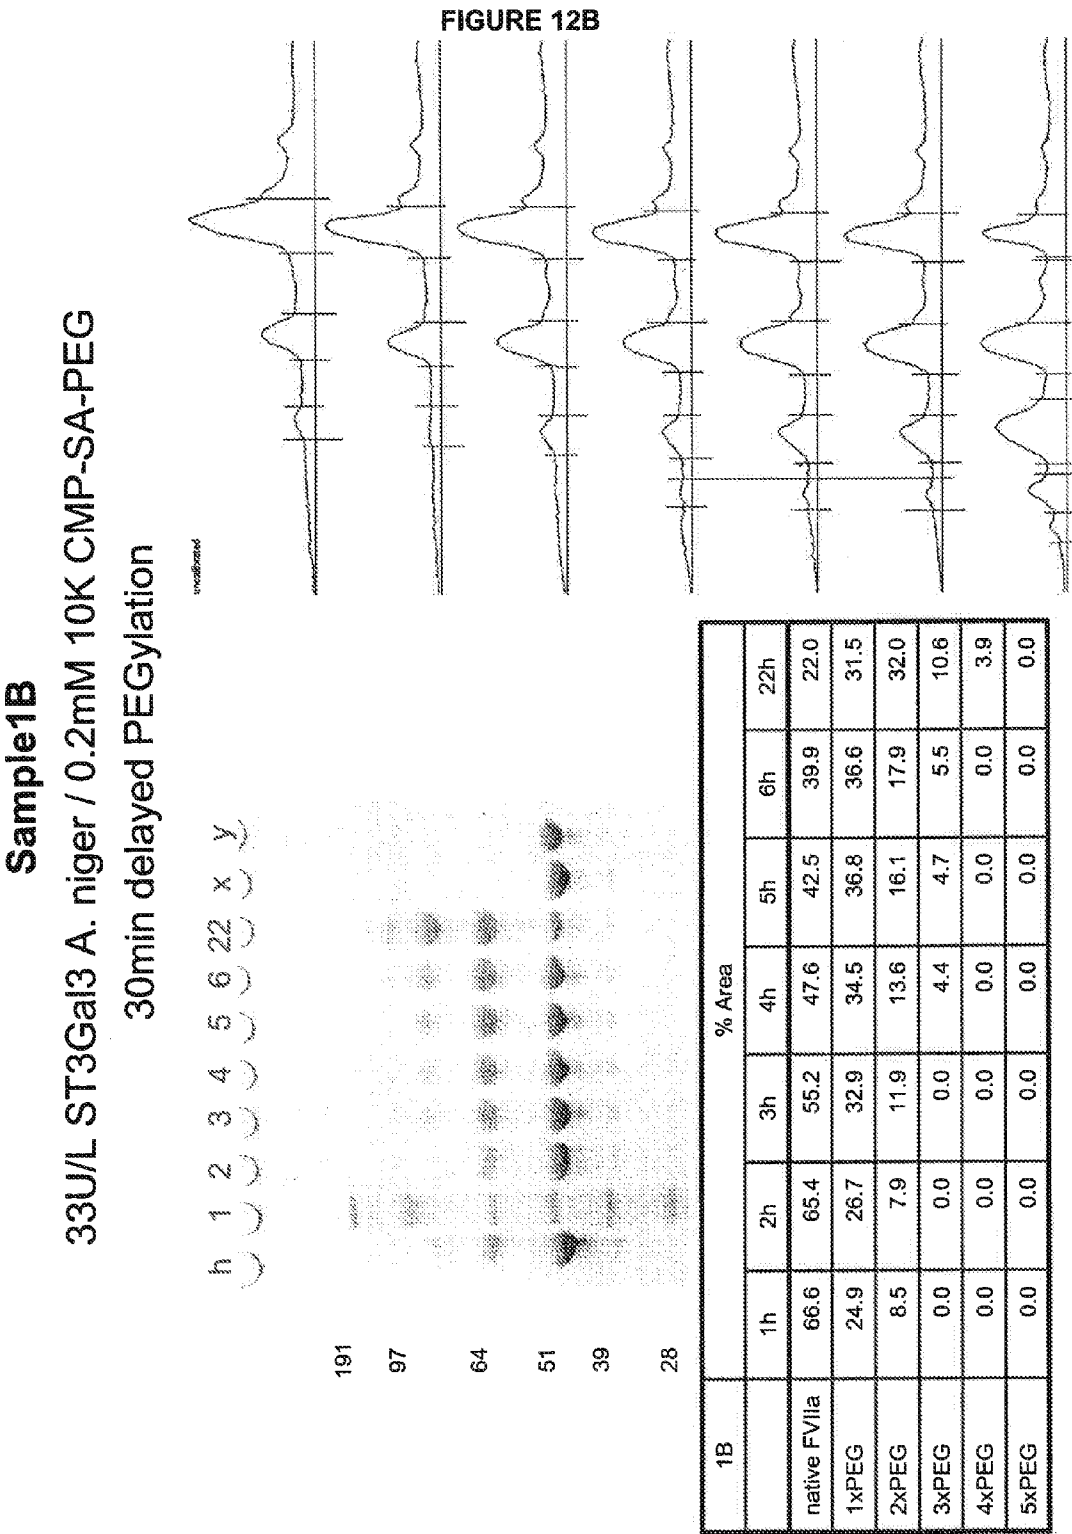 FIGURE 12B
Sample1B
33U/L ST3Gal3 A. niger / 0.2mM 10K CMP-SA-PEG
30min delayed PEGylation
h 1 2 3 4 5 6 22 x y
191
97
64
51
39
28
uncalibrated
1B % Area
1h 2h 3h 4h 5h 6h 22h
native FVIIa 66.6 65.4 55.2 47.6 42.5 39.9 22.0
1xPEG 24.9 26.7 32.9 34.5 36.8 36.6 31.5
2xPEG 8.5 7.9 11.9 13.6 16.1 17.9 32.0
3xPEG 0.0 0.0 0.0 4.4 4.7 5.5 10.6
4xPEG 0.0 0.0 0.0 0.0 0.0 0.0 3.9
5xPEG 0.0 0.0 0.0 0.0 0.0 0.0 0.0